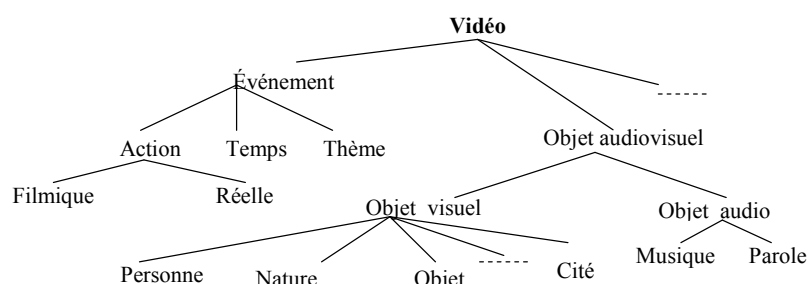 Vidéo
Événement
Action Temps Thème Objet audiovisuel
Filmique Réelle
Objet visuel Objet audio
Personne Nature Objet Cité Musique Parole